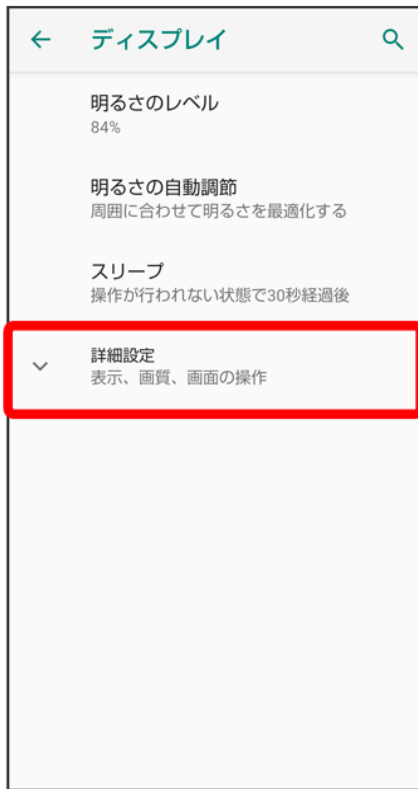 ディスプレイ
明るさのレベル
84%
明るさの自動調節
周囲に合わせて明るさを最適化する
スリープ
操作が行われない状態で30秒経過後
詳細設定
表示、画質、画面の操作